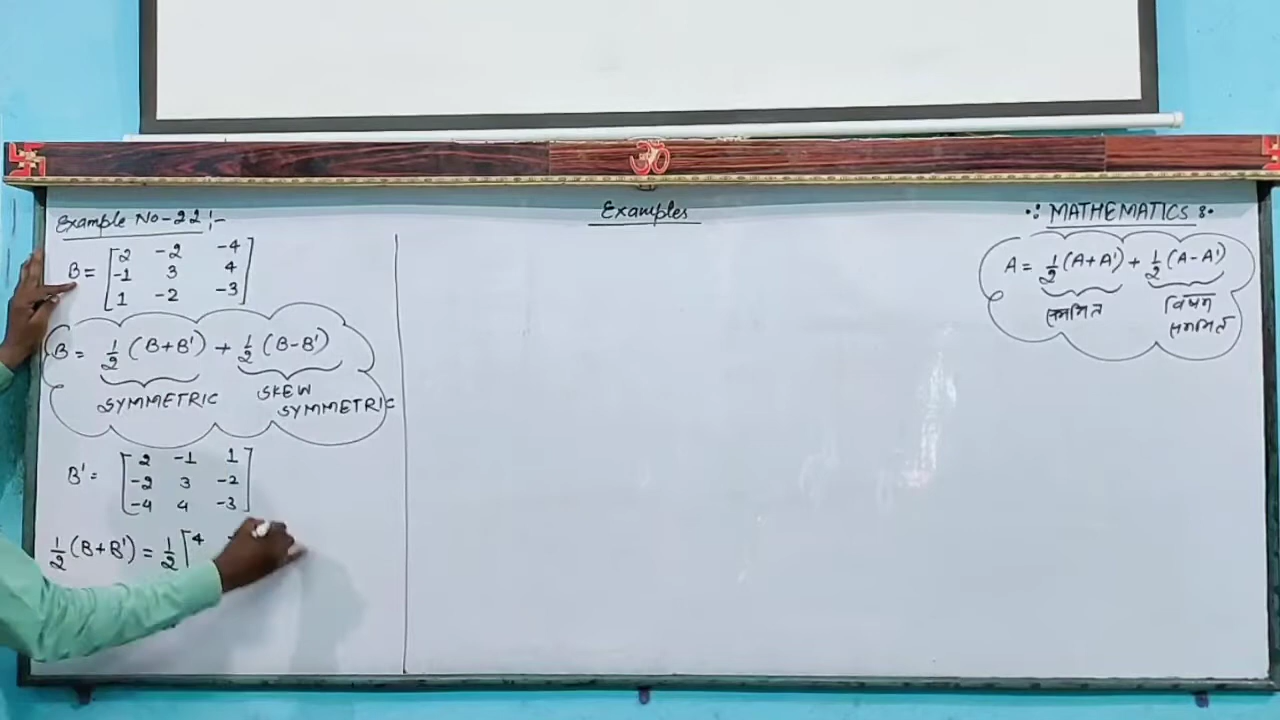 Examples
Example No-22:-
B = [ 2 -2 -4
-1 3 4
1 -2 -3 ]
B = 1/2 (B+B') + 1/2 (B-B')
SYMMETRIC SKEW
SYMMETRIC
B' = [ 2 -1 1
-2 3 -2
-4 4 -3 ]
1/2 (B+B') = 1/2 [ 4
MATHEMATICS
A = 1/2 (A+A') + 1/2 (A-A')
सममित विषम
सममित